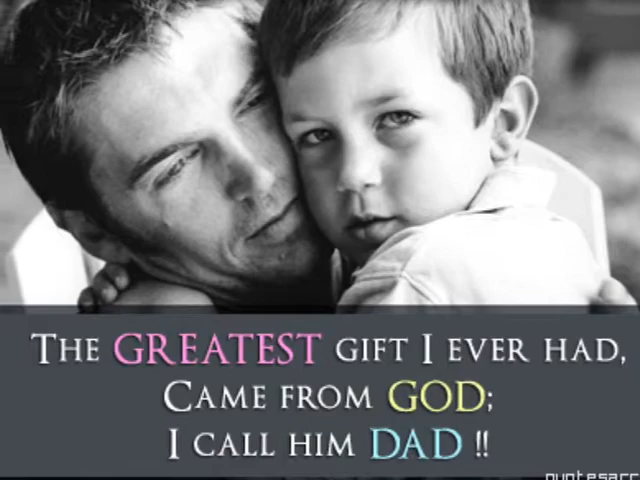 THE GREATEST GIFT I EVER HAD,
CAME FROM GOD;
I CALL HIM DAD !!